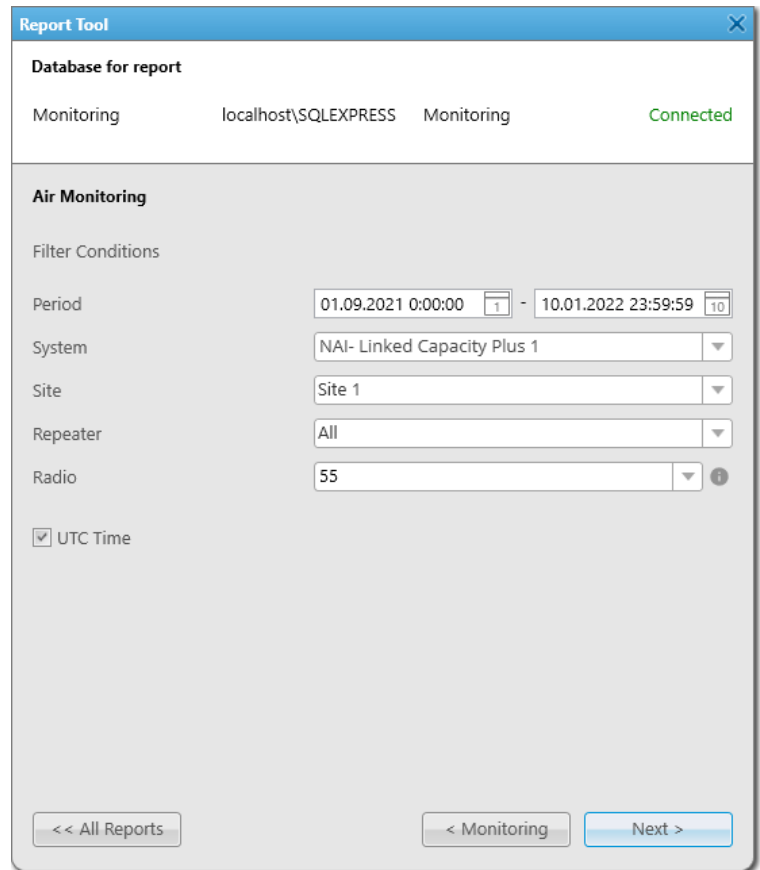 Report Tool
Database for report
Monitoring localhost\SQLEXPRESS Monitoring Connected
Air Monitoring
Filter Conditions
Period 01.09.2021 0:00:00 1 - 10.01.2022 23:59:59 10
System NAI- Linked Capacity Plus 1
Site Site 1
Repeater All
Radio 55 i
UTC Time
<< All Reports < Monitoring Next >